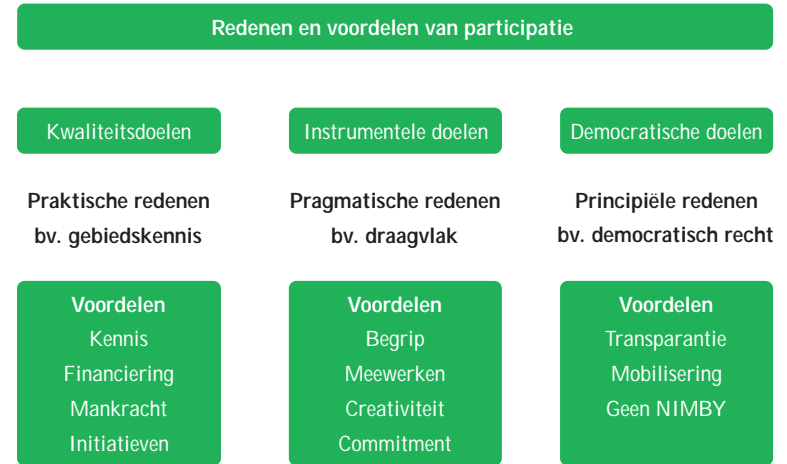 Redenen en voordelen van participatie
Kwaliteitsdoelen
Instrumentele doelen
Democratische doelen
Praktische redenen
bv. gebiedskennis
Pragmatische redenen
bv. draagvlak
Principiële redenen
bv. democratisch recht
Voordelen
Kennis
Financiering
Mankracht
Initiatieven
Voordelen
Begrip
Meewerken
Creativiteit
Commitment
Voordelen
Transparantie
Mobilisering
Geen NIMBY